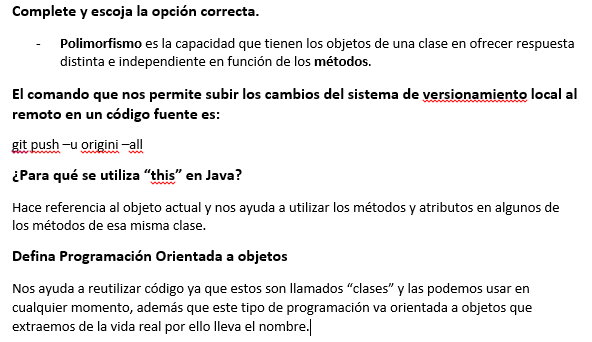 Complete y escoja la opción correcta.
- Polimorfismo es la capacidad que tienen los objetos de una clase en ofrecer respuesta
distinta e independiente en función de los métodos.
El comando que nos permite subir los cambios del sistema de versionamiento local al
remoto en un código fuente es:
git push –u origini –all
¿Para qué se utiliza “this” en Java?
Hace referencia al objeto actual y nos ayuda a utilizar los métodos y atributos en algunos de
los métodos de esa misma clase.
Defina Programación Orientada a objetos
Nos ayuda a reutilizar código ya que estos son llamados “clases” y las podemos usar en
cualquier momento, además que este tipo de programación va orientada a objetos que
extraemos de la vida real por ello lleva el nombre.